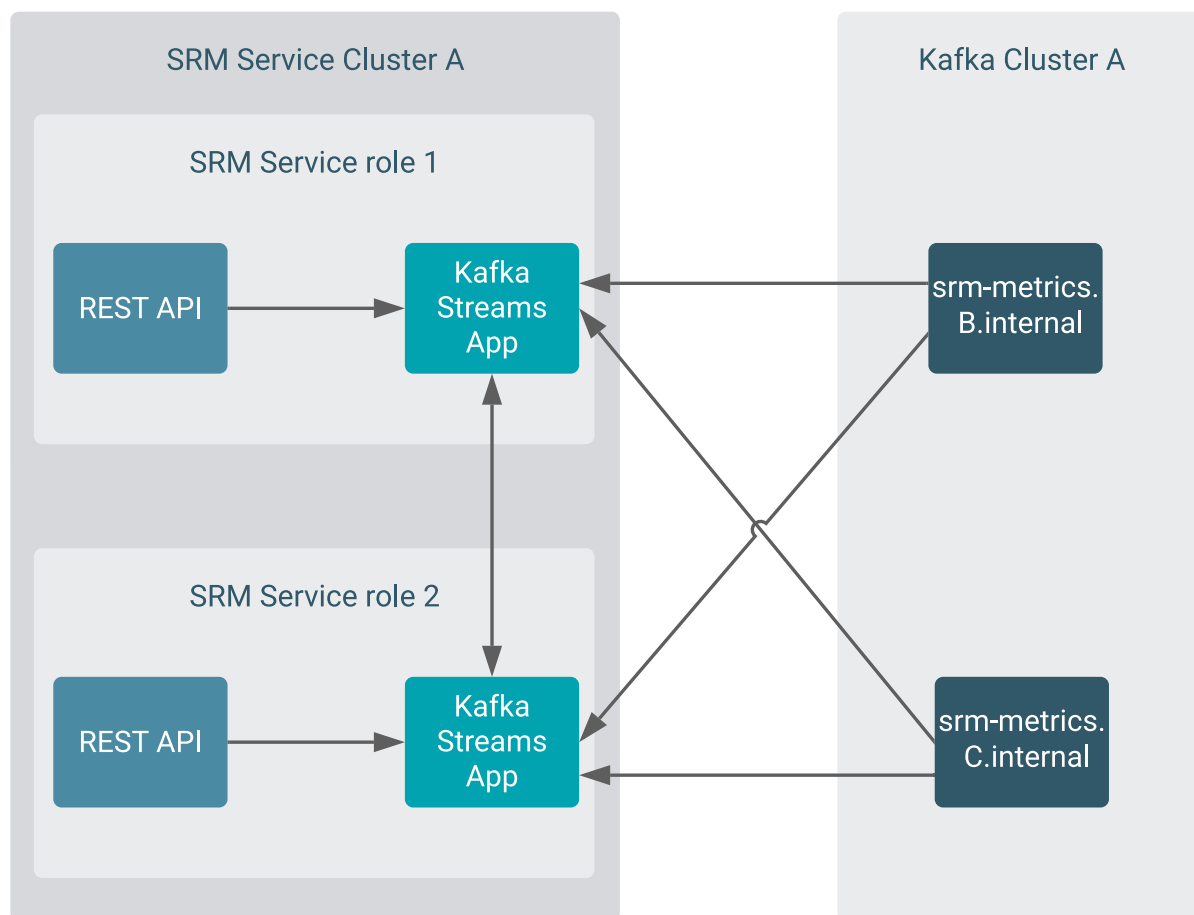 SRM Service Cluster A
Kafka Cluster A
SRM Service role 1
REST API
Kafka
Streams
App
srm-metrics.
B.internal
SRM Service role 2
REST API
Kafka
Streams
App
srm-metrics.
C.internal